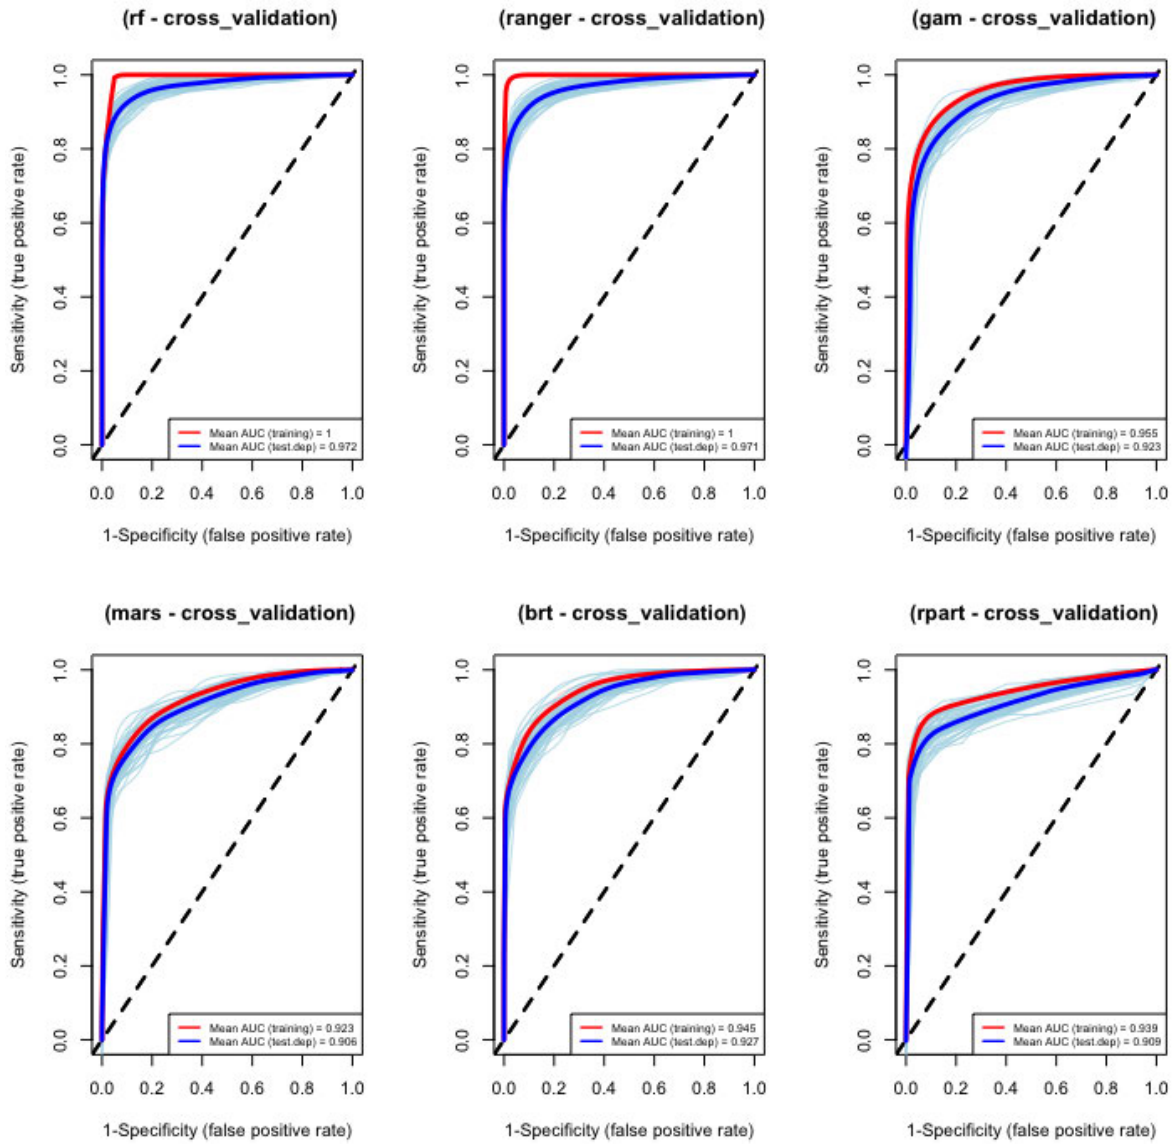 (rf - cross_validation)
Sensitivity (true positive rate)
1.0
0.8
0.6
0.4
0.2
0.0
Mean AUC (training) = 1
Mean AUC (test.dep) = 0.972
0.0 0.2 0.4 0.6 0.8 1.0
1-Specificity (false positive rate)
(ranger - cross_validation)
Sensitivity (true positive rate)
1.0
0.8
0.6
0.4
0.2
0.0
Mean AUC (training) = 1
Mean AUC (test.dep) = 0.971
0.0 0.2 0.4 0.6 0.8 1.0
1-Specificity (false positive rate)
(gam - cross_validation)
Sensitivity (true positive rate)
1.0
0.8
0.6
0.4
0.2
0.0
Mean AUC (training) = 0.955
Mean AUC (test.dep) = 0.923
0.0 0.2 0.4 0.6 0.8 1.0
1-Specificity (false positive rate)
(mars - cross_validation)
Sensitivity (true positive rate)
1.0
0.8
0.6
0.4
0.2
0.0
Mean AUC (training) = 0.923
Mean AUC (test.dep) = 0.906
0.0 0.2 0.4 0.6 0.8 1.0
1-Specificity (false positive rate)
(brt - cross_validation)
Sensitivity (true positive rate)
1.0
0.8
0.6
0.4
0.2
0.0
Mean AUC (training) = 0.945
Mean AUC (test.dep) = 0.927
0.0 0.2 0.4 0.6 0.8 1.0
1-Specificity (false positive rate)
(rpart - cross_validation)
Sensitivity (true positive rate)
1.0
0.8
0.6
0.4
0.2
0.0
Mean AUC (training) = 0.939
Mean AUC (test.dep) = 0.909
0.0 0.2 0.4 0.6 0.8 1.0
1-Specificity (false positive rate)